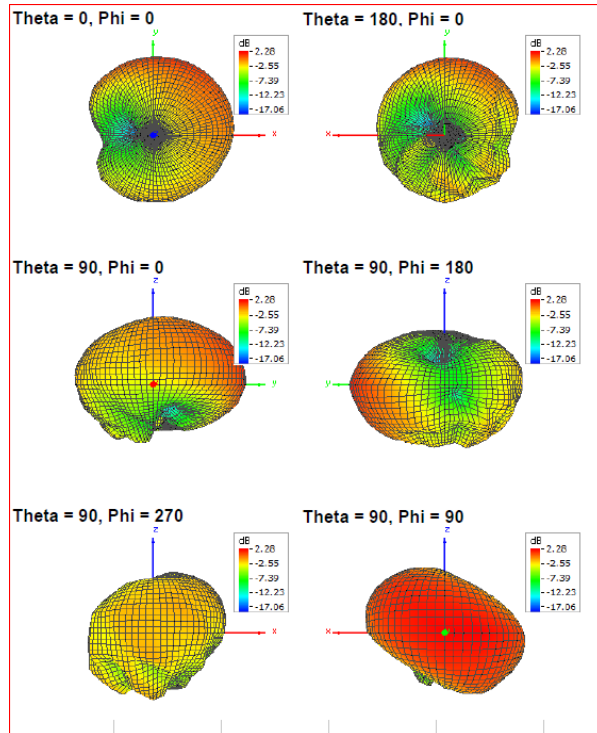 Theta = 0, Phi = 0
y
dB
2.28
-2.55
-7.39
-12.23
-17.06
x
Theta = 180, Phi = 0
y
dB
2.28
-2.55
-7.39
-12.23
-17.06
x
Theta = 90, Phi = 0
z
dB
2.28
-2.55
-7.39
-12.23
-17.06
y
Theta = 90, Phi = 180
z
dB
2.28
-2.55
-7.39
-12.23
-17.06
y
Theta = 90, Phi = 270
z
dB
2.28
-2.55
-7.39
-12.23
-17.06
x
Theta = 90, Phi = 90
z
dB
2.28
-2.55
-7.39
-12.23
-17.06
x